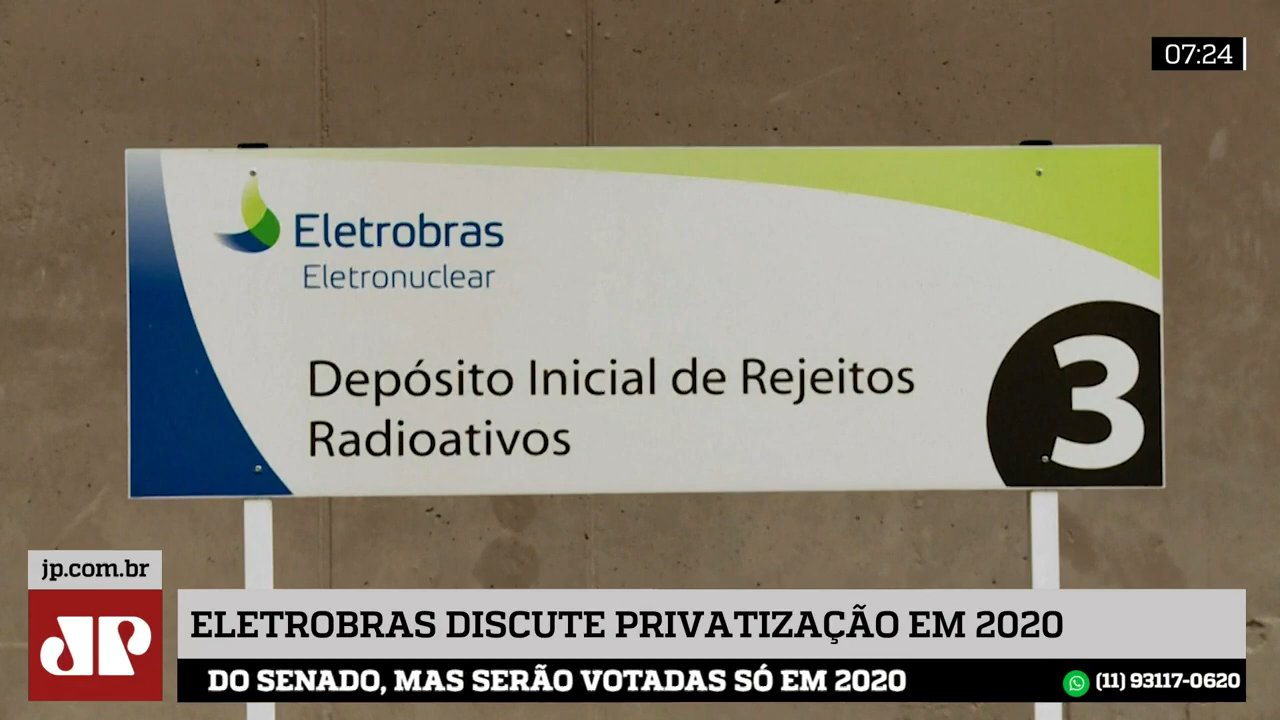 07:24
Eletrobras
Eletronuclear
Depósito Inicial de Rejeitos
Radioativos
3
jp.com.br
JP
ELETROBRAS DISCUTE PRIVATIZAÇÃO EM 2020
DO SENADO, MAS SERÃO VOTADAS SÓ EM 2020
(11) 93117-0620